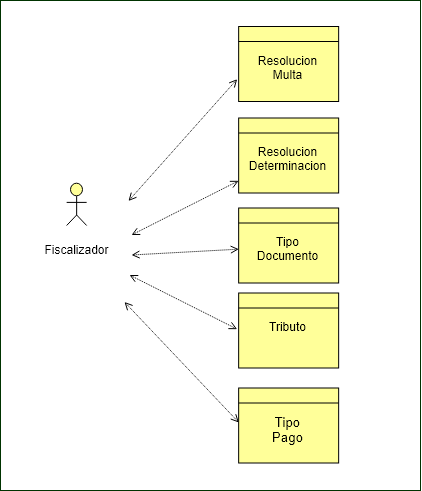 Resolucion
Multa
Resolucion
Determinacion
Fiscalizador
Tipo
Documento
Tributo
Tipo
Pago